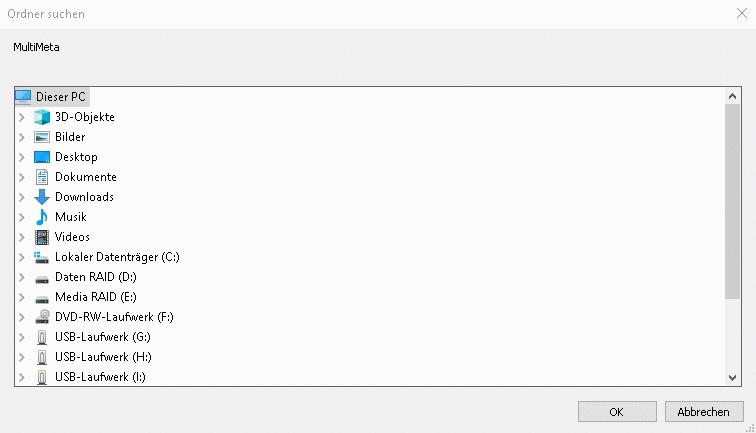 Ordner suchen
MultiMeta
Dieser PC
3D-Objekte
Bilder
Desktop
Dokumente
Downloads
Musik
Videos
Lokaler Datenträger (C:)
Daten RAID (D:)
Media RAID (E:)
DVD-RW-Laufwerk (F:)
USB-Laufwerk (G:)
USB-Laufwerk (H:)
USB-Laufwerk (I:)
OK
Abbrechen